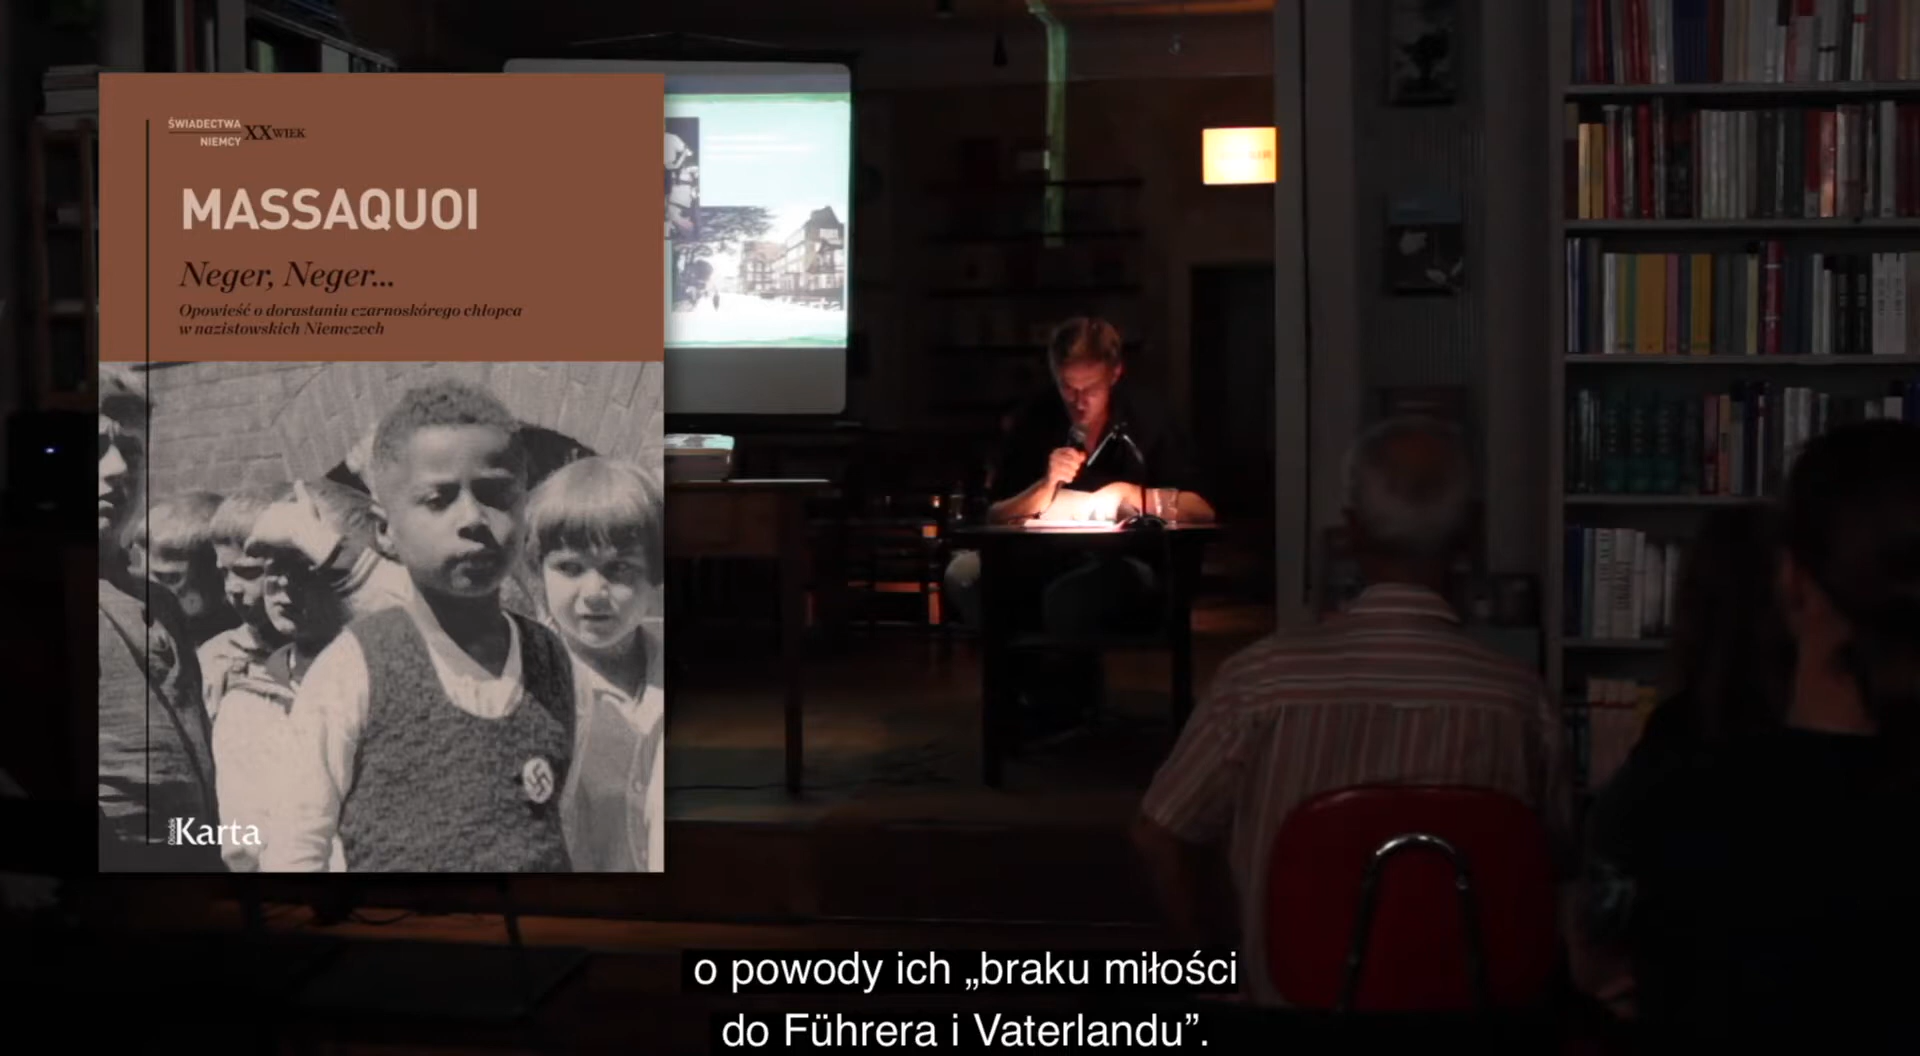 ŚWIADECTWA
NIEMCY
XX WIEK
MASSAQUOI
Neger, Neger...
Opowieść o dorastaniu czarnoskórego chłopca
w nazistowskich Niemczech
Ośrodek
Karta
o powody ich „braku miłości
do Führera i Vaterlandu”.